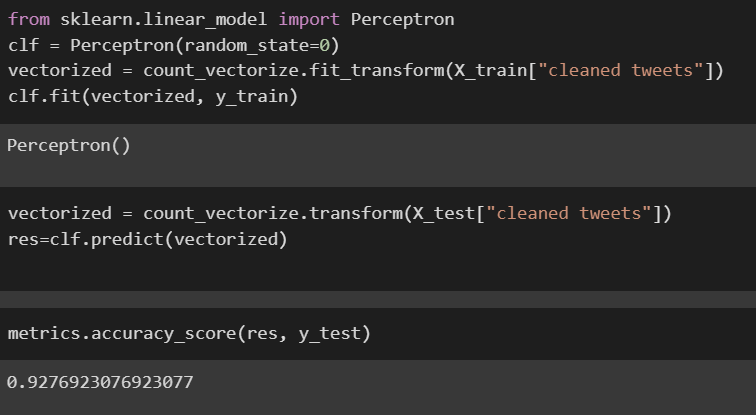 from sklearn.linear_model import Perceptron
clf = Perceptron(random_state=0)
vectorized = count_vectorize.fit_transform(X_train["cleaned tweets"])
clf.fit(vectorized, y_train)
Perceptron()
vectorized = count_vectorize.transform(X_test["cleaned tweets"])
res=clf.predict(vectorized)
metrics.accuracy_score(res, y_test)
0.9276923076923077